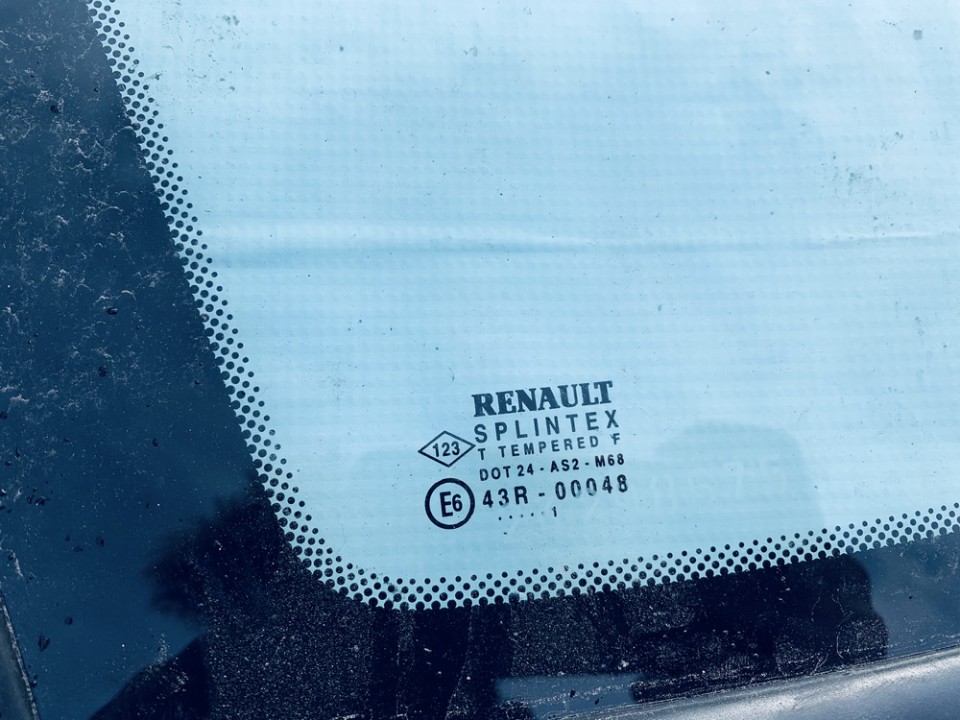 RENAULT
SPLINTEX
123
T TEMPERED F
DOT 24 - AS2 - M68
E6 43R - 00048
..... 1